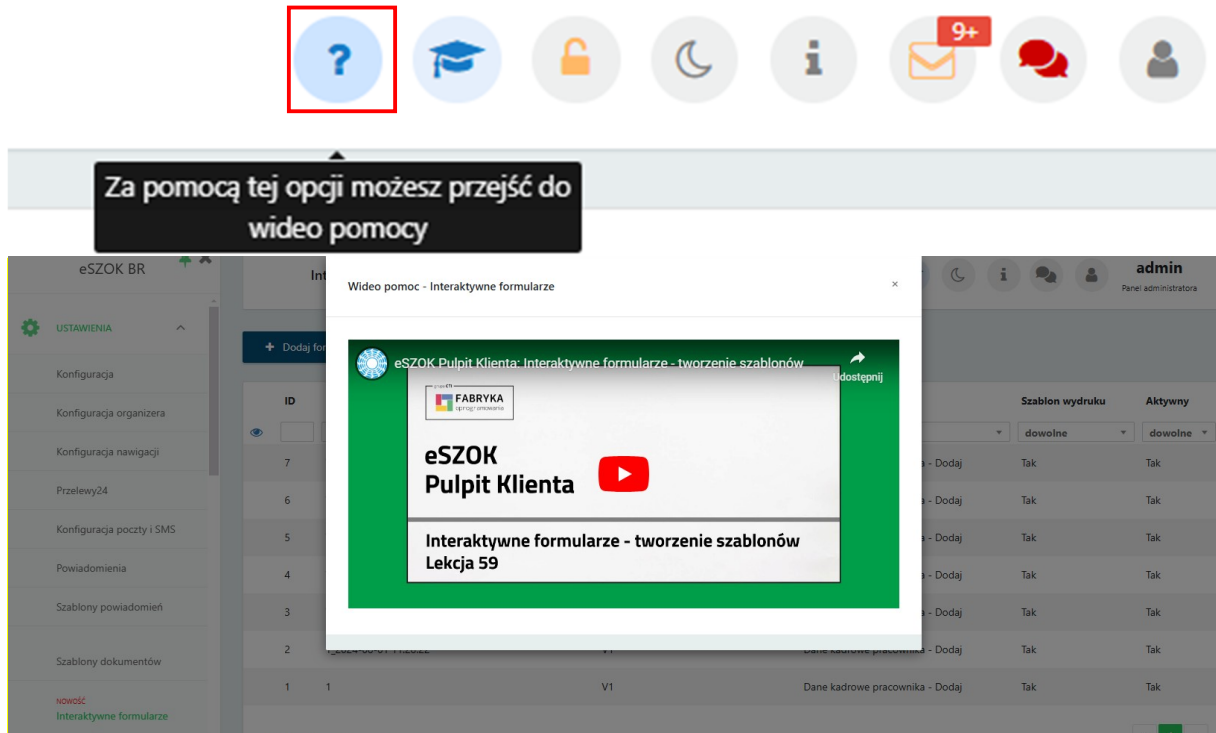 ?
9+
Za pomocą tej opcji możesz przejść do
wideo pomocy
eSZOK BR
Int
Wideo pomoc - Interaktywne formularze
×
admin
Panel administratora
USTAWIENIA
+ Dodaj for
eSZOK Pulpit Klienta: Interaktywne formularze - tworzenie szablonów
Udostępnij
Konfiguracja
FABRYKA
oprogramowania
ID
Szablon wydruku
Aktywny
Konfiguracja organizera
dowolne
dowolne
Konfiguracja nawigacji
eSZOK
Pulpit Klienta
7
a - Dodaj
Tak
Tak
Przelewy24
6
a - Dodaj
Tak
Tak
Konfiguracja poczty i SMS
5
a - Dodaj
Tak
Tak
Interaktywne formularze - tworzenie szablonów
Lekcja 59
Powiadomienia
4
a - Dodaj
Tak
Tak
Szablony powiadomień
3
a - Dodaj
Tak
Tak
2
Dane kadrowe pracownika - Dodaj
Tak
Tak
Szablony dokumentów
1
1
V1
Dane kadrowe pracownika - Dodaj
Tak
Tak
NOWOŚĆ
Interaktywne formularze